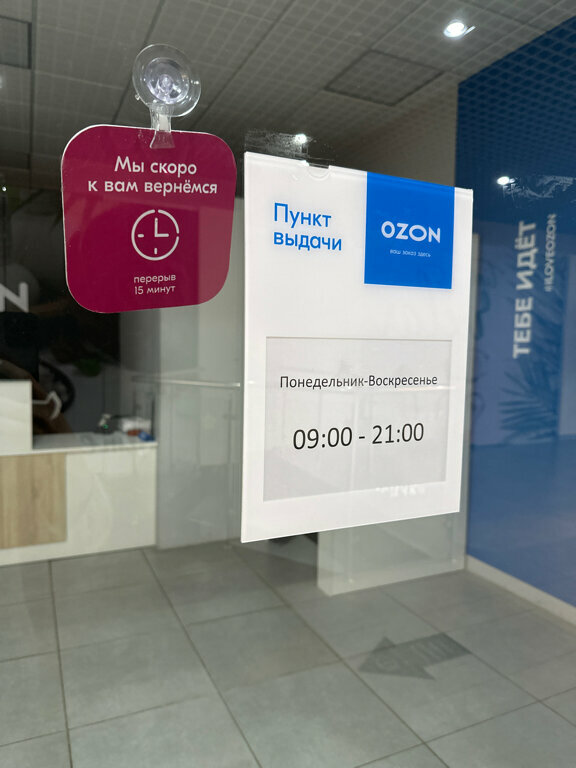 Мы скоро
к вам вернёмся
перерыв
15 минут
Пункт
выдачи
OZON
ваш заказ здесь
Понедельник-Воскресенье
09:00 - 21:00
ТЕБЕ ИДЁТ
#ILOVEOZON
N